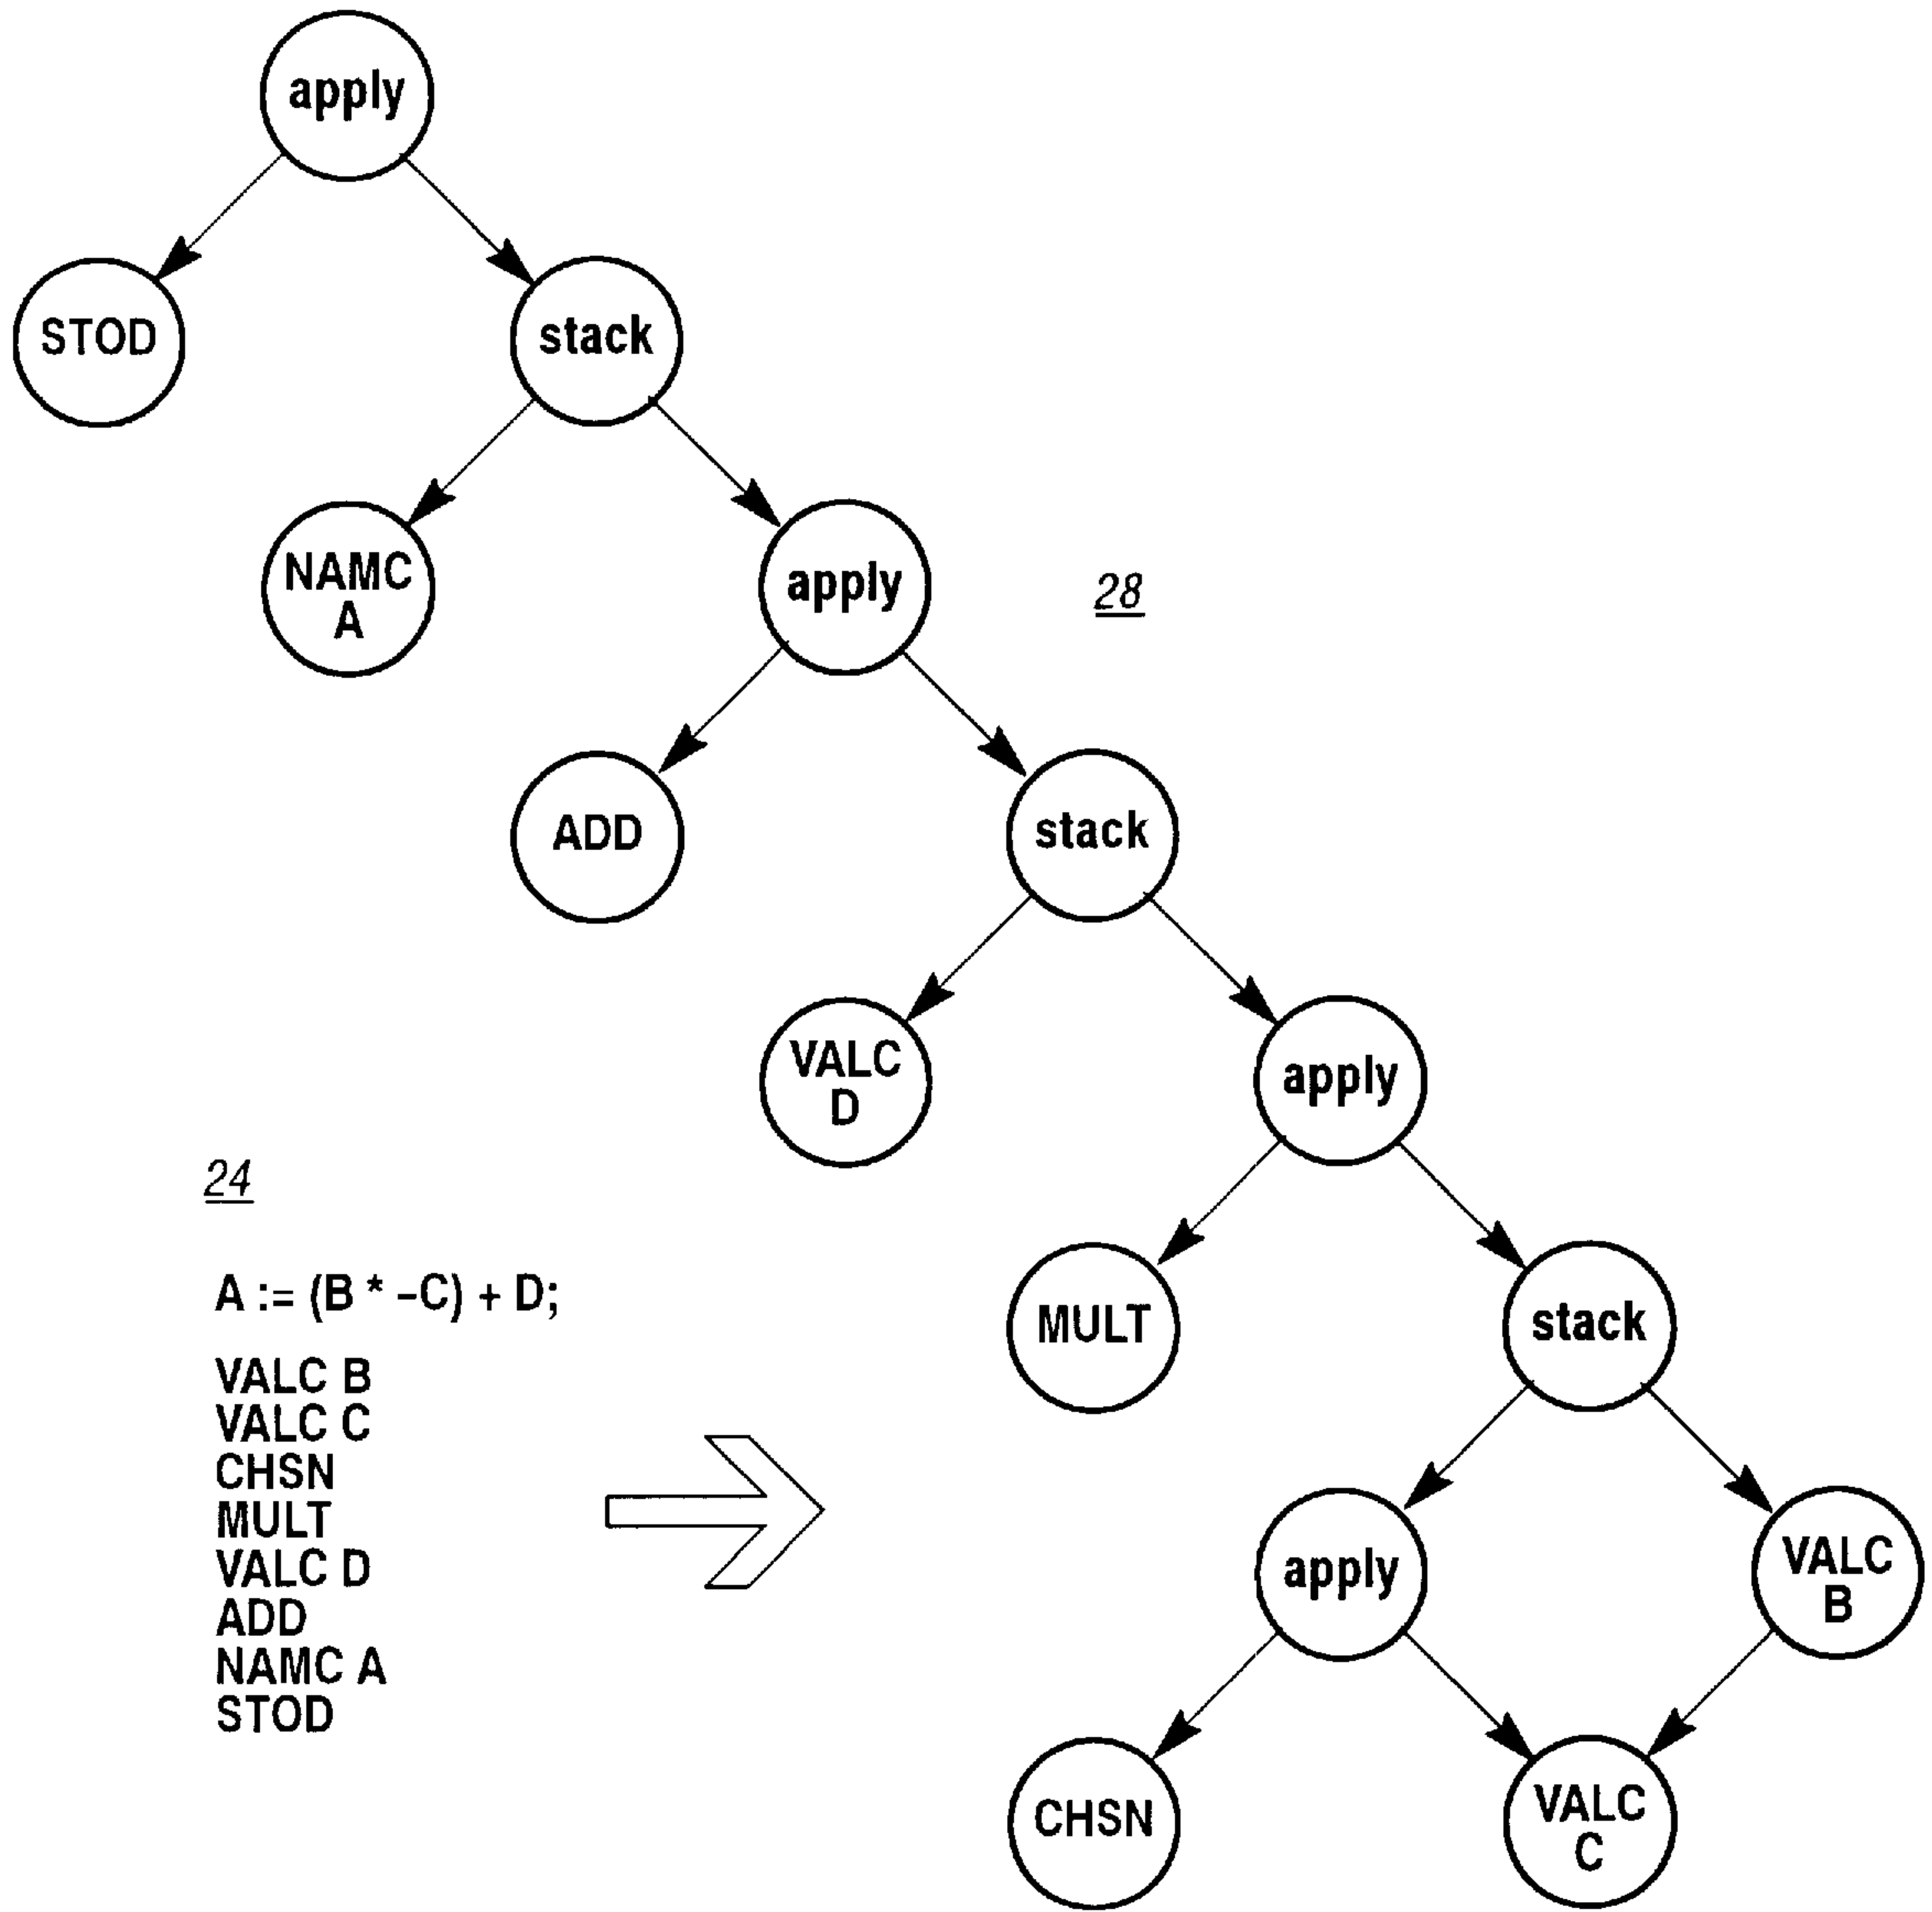 apply
STOD
stack
NAMC
A
apply
28
ADD
stack
VALC
D
apply
MULT
stack
apply
VALC
B
CHSN
VALC
C
24
A := (B * –C) + D;
VALC B
VALC C
CHSN
MULT
VALC D
ADD
NAMC A
STOD